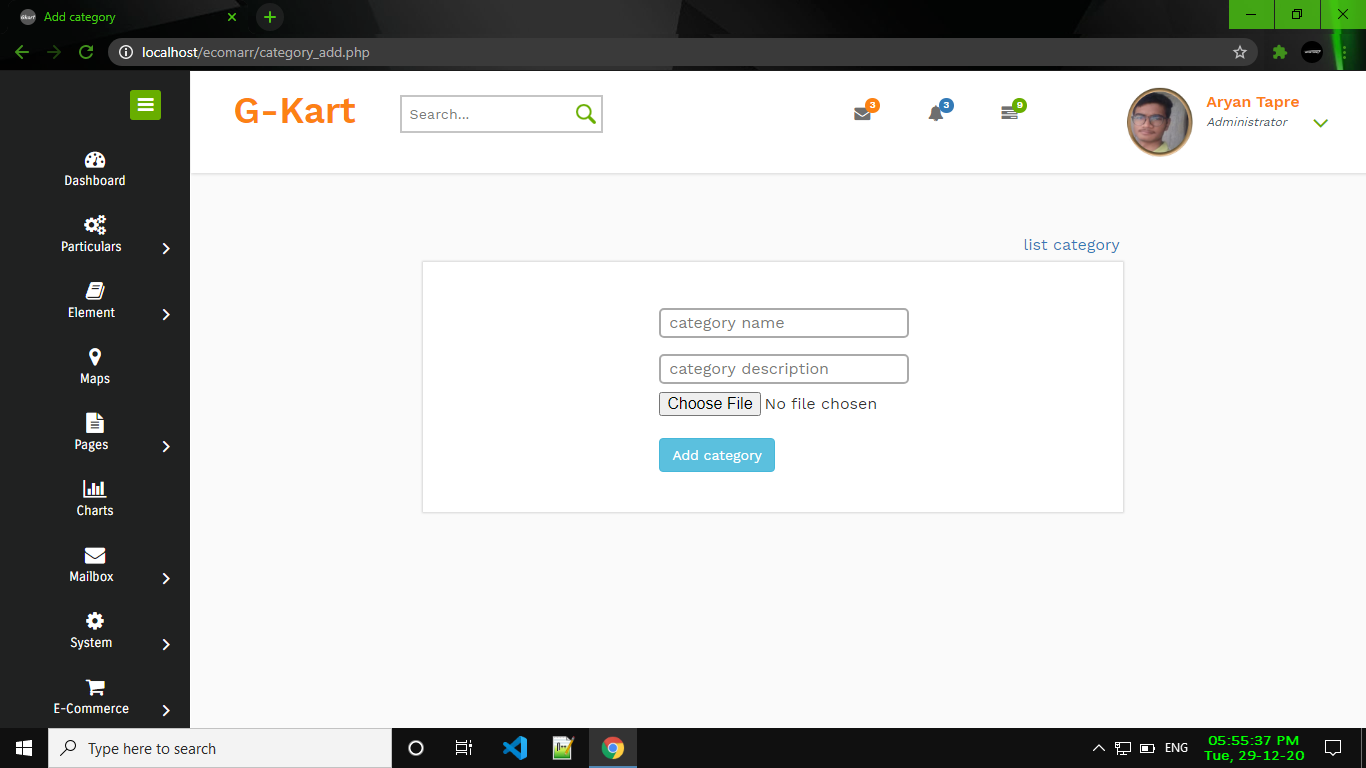 Add category
localhost/ecomarr/category_add.php
G-Kart
Search...
3
3
9
Aryan Tapre
Administrator
Dashboard
Particulars
Element
Maps
Pages
Charts
Mailbox
System
E-Commerce
list category
category name
category description
Choose File No file chosen
Add category
Type here to search
ENG
05:55:37 PM
Tue, 29-12-20